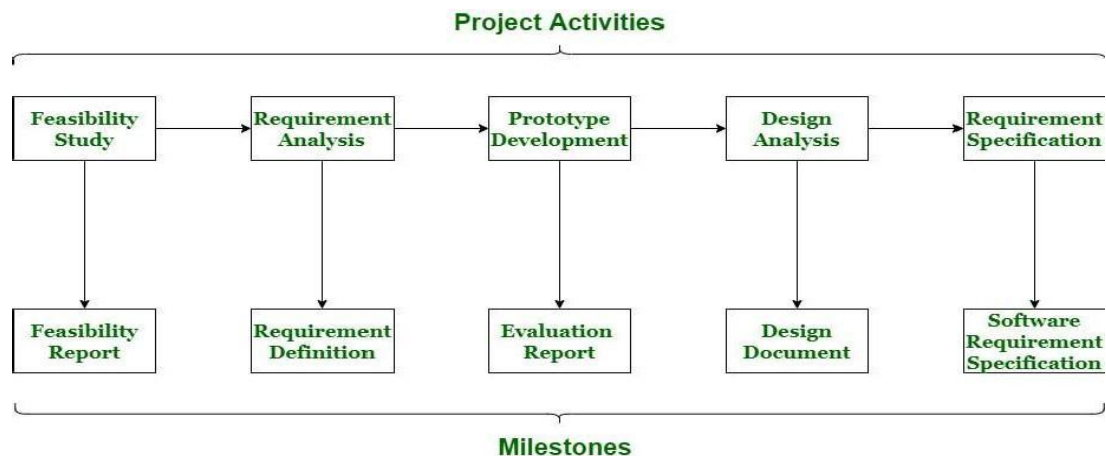 Project Activities
Feasibility
Study
Requirement
Analysis
Prototype
Development
Design
Analysis
Requirement
Specification
Feasibility
Report
Requirement
Definition
Evaluation
Report
Design
Document
Software
Requirement
Specification
Milestones